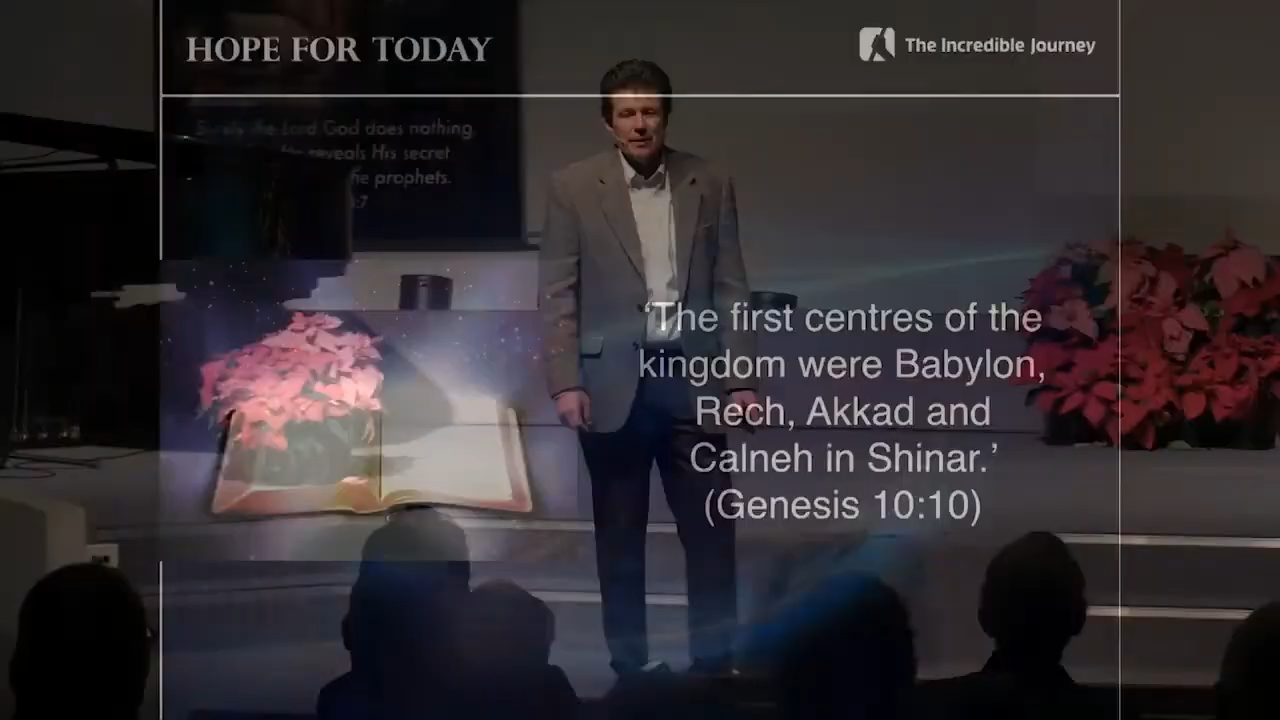 HOPE FOR TODAY
The Incredible Journey
the Lord God does nothing,
reveals His secret
the prophets.
:7
‘The first centres of the
kingdom were Babylon,
Rech, Akkad and
Calneh in Shinar.’
(Genesis 10:10)